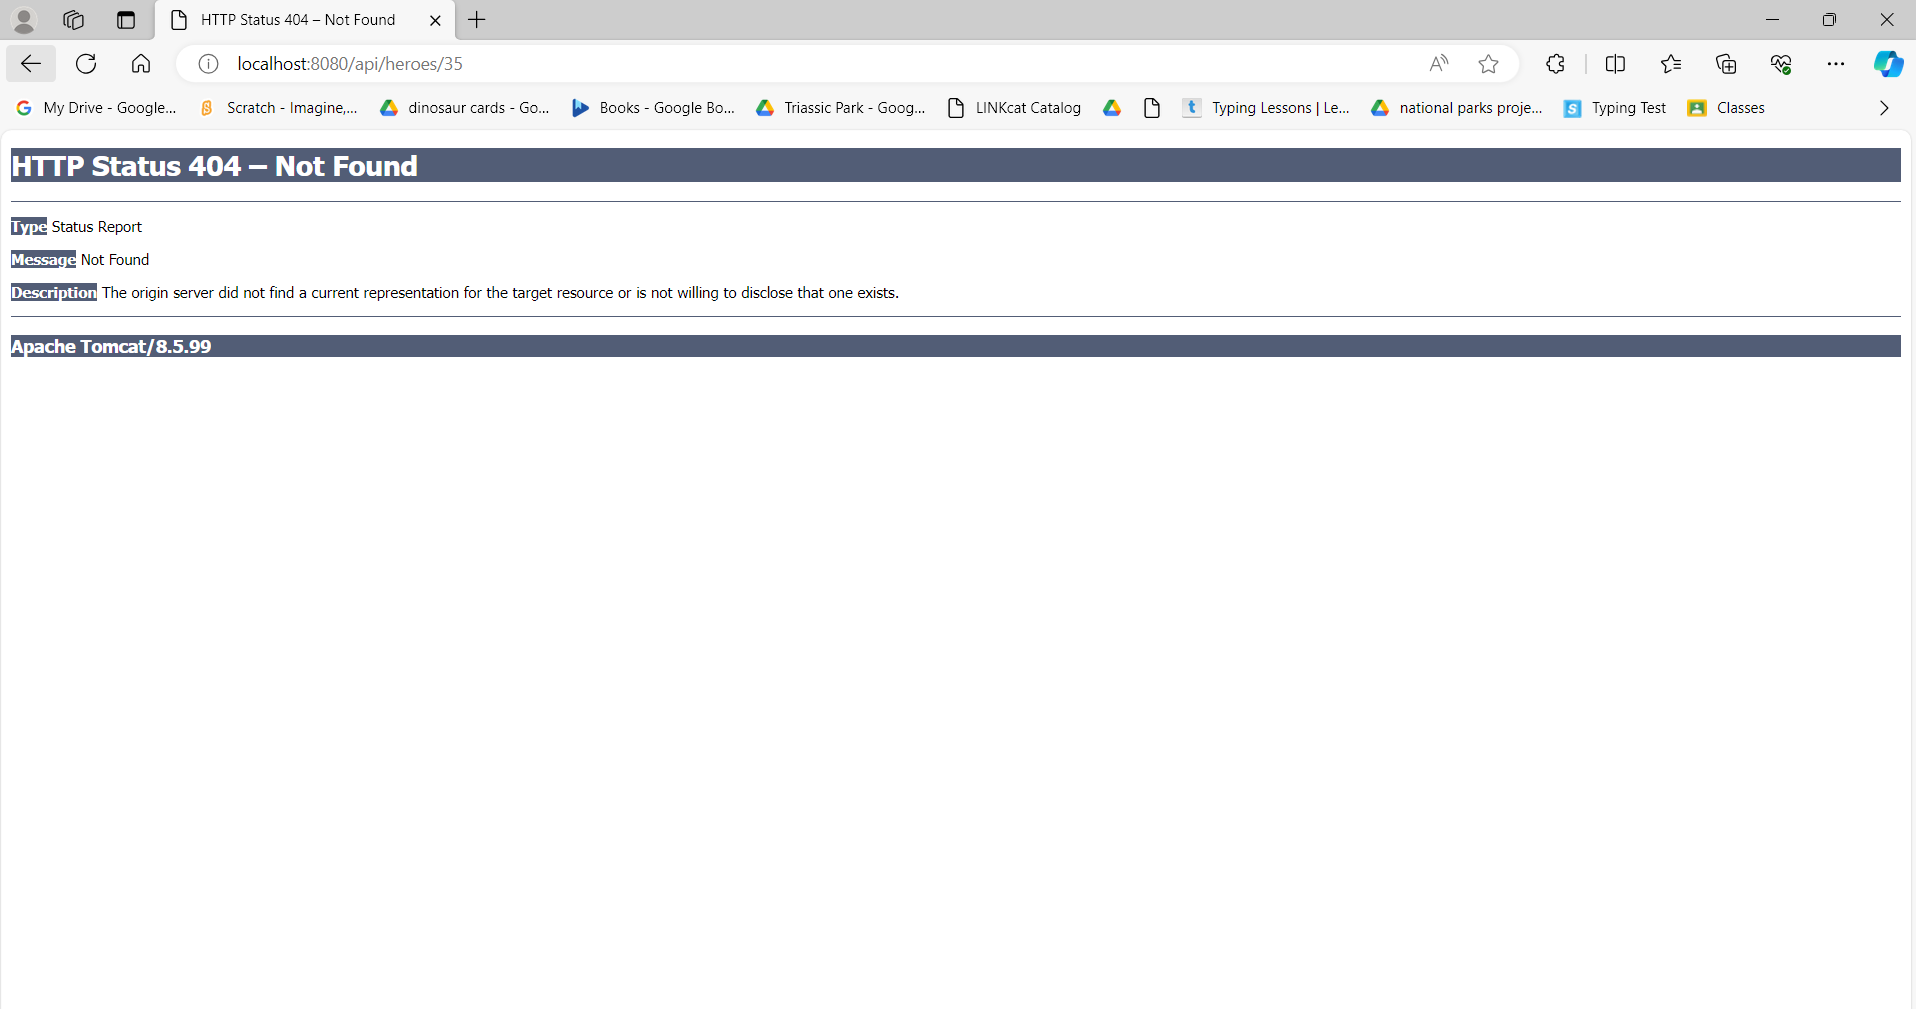 HTTP Status 404 – Not Found
localhost:8080/api/heroes/35
My Drive - Google... Scratch - Imagine,... dinosaur cards - Go... Books - Google Bo... Triassic Park - Goog... LINKcat Catalog Typing Lessons | Le... national parks proje... Typing Test Classes
HTTP Status 404 – Not Found
Type Status Report
Message Not Found
Description The origin server did not find a current representation for the target resource or is not willing to disclose that one exists.
Apache Tomcat/8.5.99